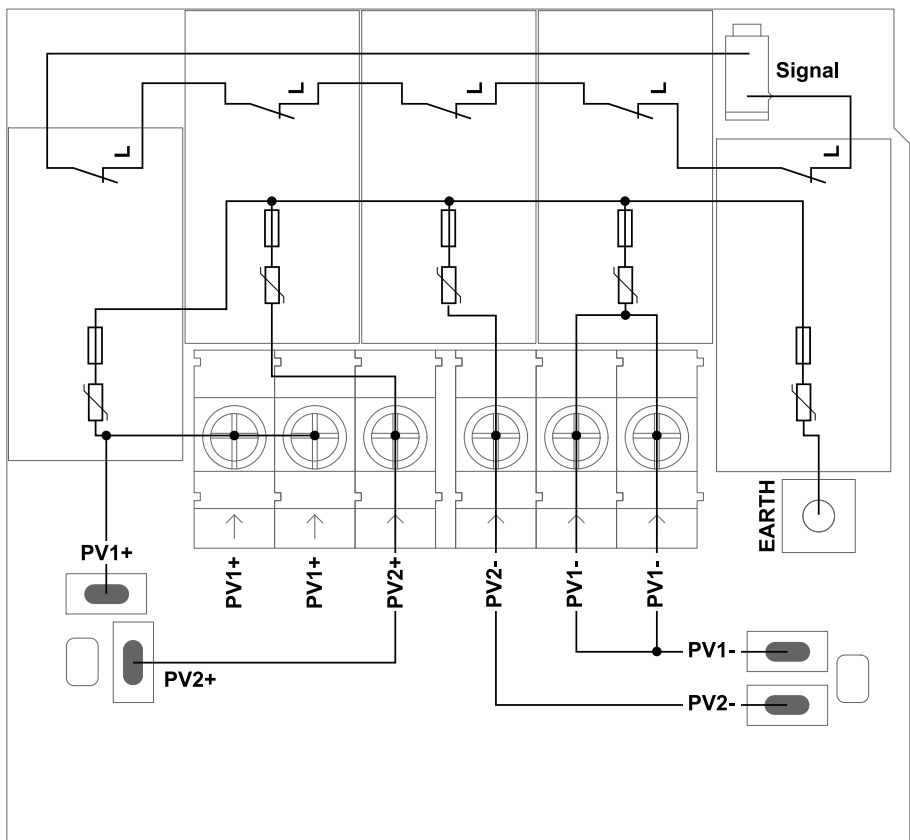 Signal
L
L
L
L
L
EARTH
PV1+
PV1+
PV1+
PV2+
PV2-
PV1-
PV1-
PV2+
PV1-
PV2-